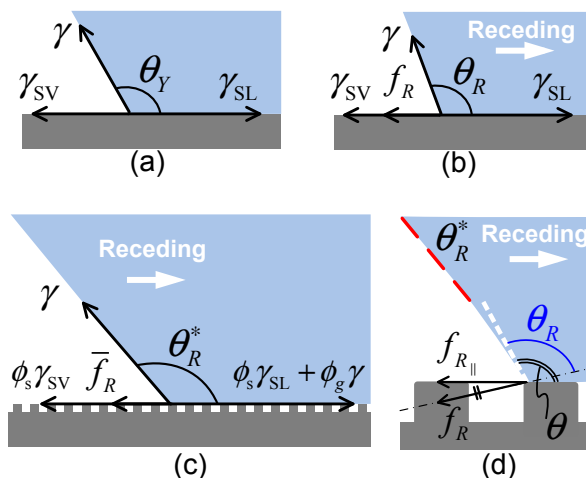 γ
θ_Y
γ_SV
γ_SL
(a)
Receding
γ
γ_SV
f_R
θ_R
γ_SL
(b)
Receding
γ
θ_R^*
ϕ_s γ_SV
f̅_R
ϕ_s γ_SL + ϕ_g γ
(c)
θ_R^*
Receding
θ_R
f_R∥
f_R
θ
(d)